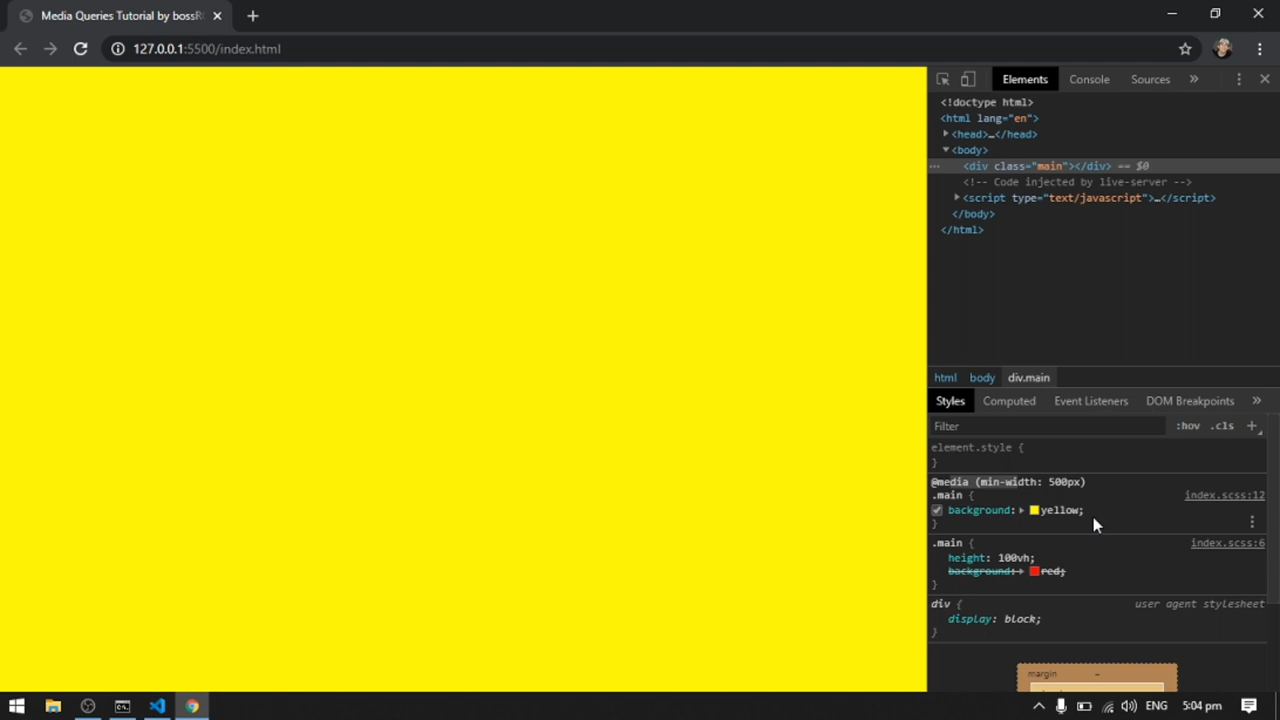 Media Queries Tutorial by bossR
127.0.0.1:5500/index.html
Elements Console Sources »
<!doctype html>
<html lang="en">
<head>…</head>
<body>
… <div class="main"></div> == $0
<!-- Code injected by live-server -->
<script type="text/javascript">…</script>
</body>
</html>
html body div.main
Styles Computed Event Listeners DOM Breakpoints »
Filter :hov .cls +
element.style {
}
@media (min-width: 500px)
.main { index.scss:12
background: yellow;
}
.main { index.scss:6
height: 100vh;
background: red;
}
div { user agent stylesheet
display: block;
}
margin -
ENG 5:04 pm